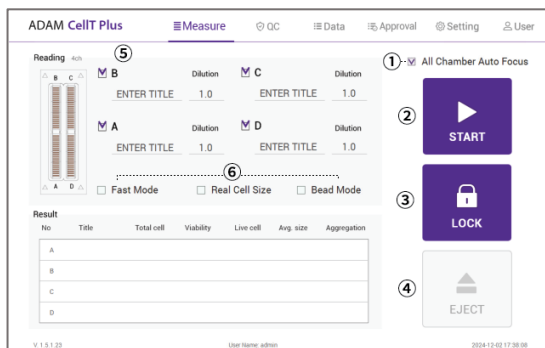 ADAM CellT Plus
Measure
QC
Data
Approval
Setting
User
Reading 4ch
⑤
B C
A D
B
Dilution
ENTER TITLE 1.0
C
Dilution
ENTER TITLE 1.0
A
Dilution
ENTER TITLE 1.0
D
Dilution
ENTER TITLE 1.0
⑥
Fast Mode
Real Cell Size
Bead Mode
① All Chamber Auto Focus
② START
③ LOCK
④ EJECT
Result
No Title Total cell Viability Live cell Avg. size Aggregation
A
B
C
D
V 1.5.1.23
User Name: admin
2024-12-02 17:38:08